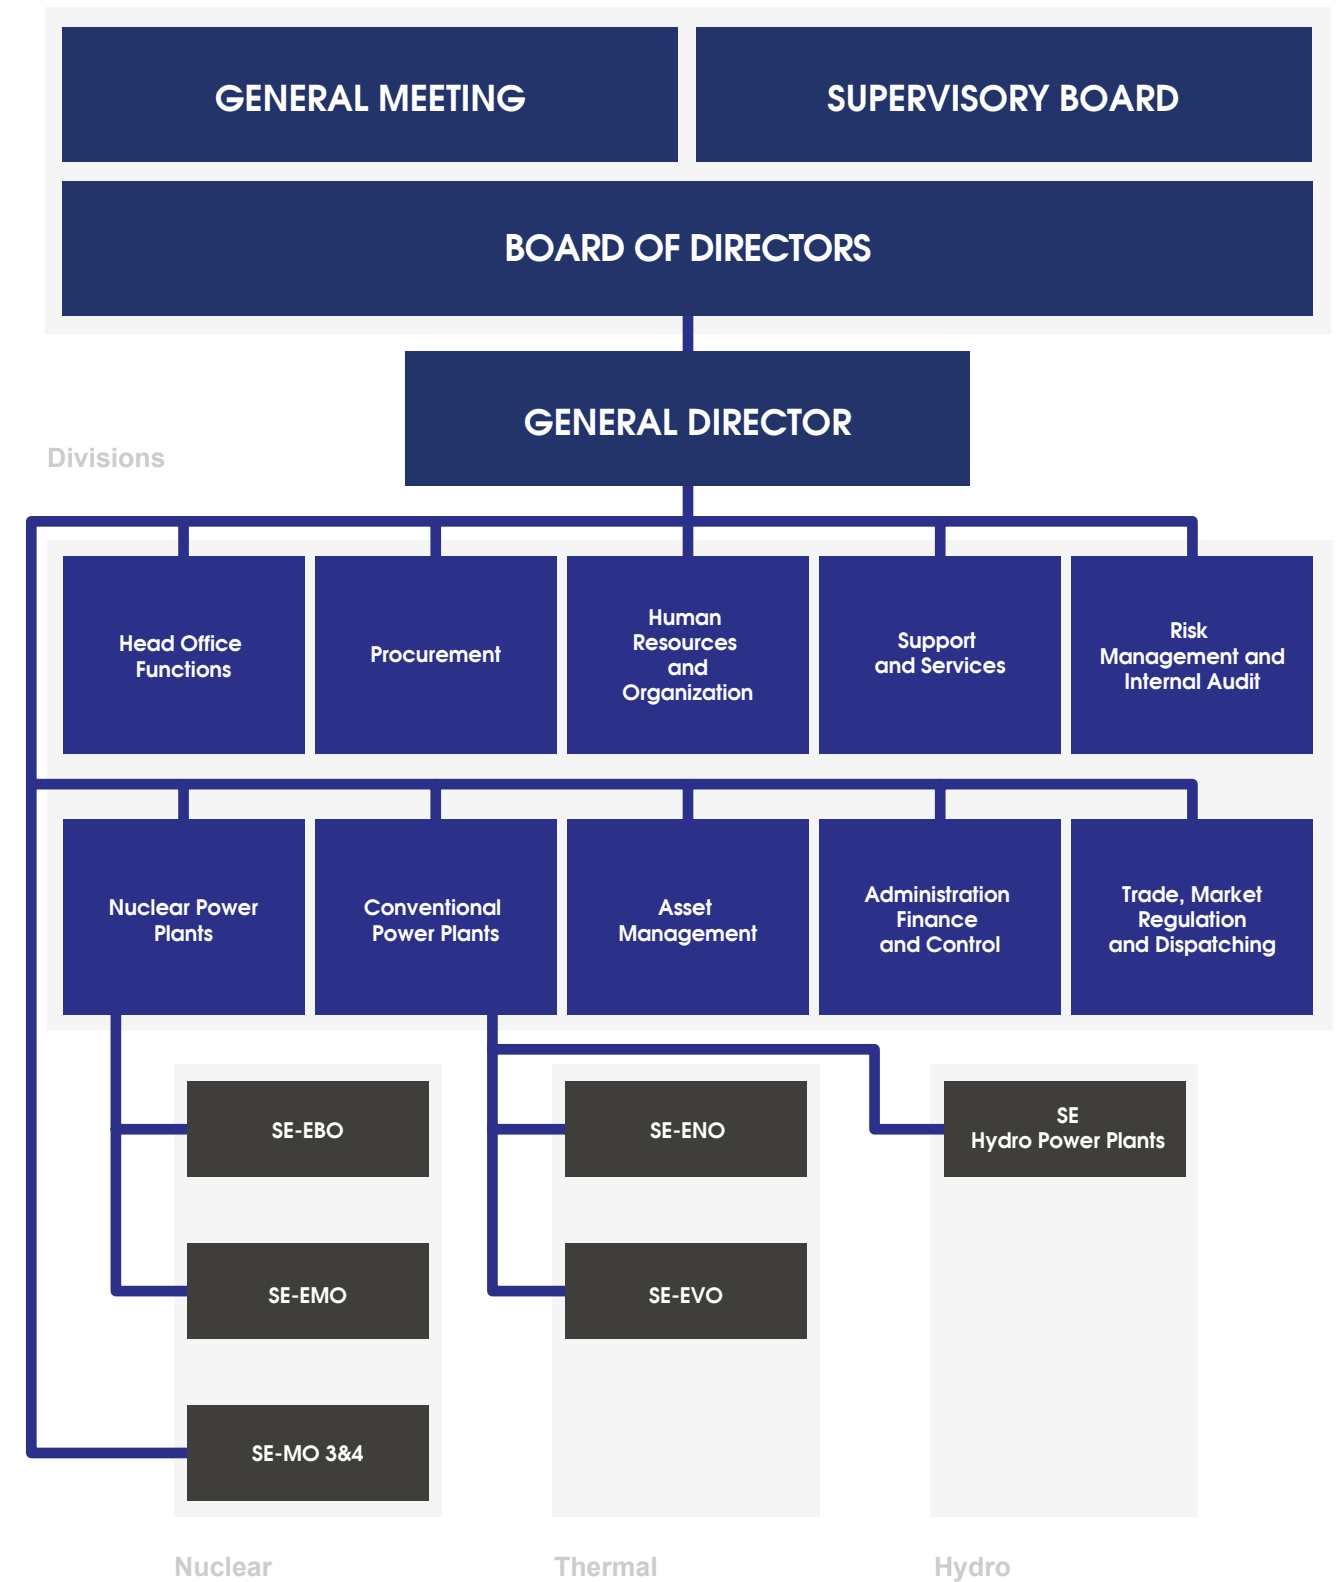 GENERAL MEETING
SUPERVISORY BOARD
BOARD OF DIRECTORS
GENERAL DIRECTOR
Divisions
Head Office
Functions
Procurement
Human
Resources
and
Organization
Support
and Services
Risk
Management and
Internal Audit
Nuclear Power
Plants
Conventional
Power Plants
Asset
Management
Administration
Finance
and Control
Trade, Market
Regulation
and Dispatching
SE-EBO
SE-ENO
SE
Hydro Power Plants
SE-EMO
SE-EVO
SE-MO 3&4
Nuclear
Thermal
Hydro